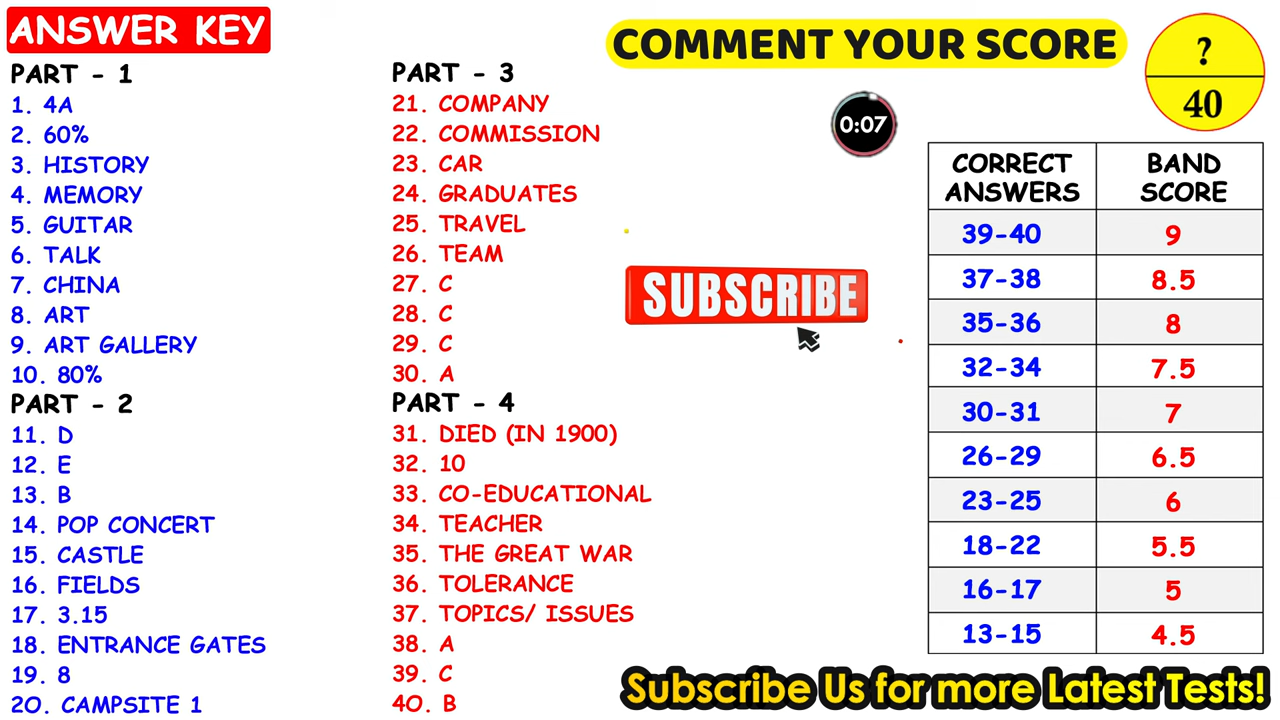 ANSWER KEY
PART - 1
1. 4A
2. 60%
3. HISTORY
4. MEMORY
5. GUITAR
6. TALK
7. CHINA
8. ART
9. ART GALLERY
10. 80%
PART - 2
11. D
12. E
13. B
14. POP CONCERT
15. CASTLE
16. FIELDS
17. 3.15
18. ENTRANCE GATES
19. 8
20. CAMPSITE 1
PART - 3
21. COMPANY
22. COMMISSION
23. CAR
24. GRADUATES
25. TRAVEL
26. TEAM
27. C
28. C
29. C
30. A
PART - 4
31. DIED (IN 1900)
32. 10
33. CO-EDUCATIONAL
34. TEACHER
35. THE GREAT WAR
36. TOLERANCE
37. TOPICS/ ISSUES
38. A
39. C
40. B
COMMENT YOUR SCORE
?
40
0:07
SUBSCRIBE
CORRECT ANSWERS BAND SCORE
39-40 9
37-38 8.5
35-36 8
32-34 7.5
30-31 7
26-29 6.5
23-25 6
18-22 5.5
16-17 5
13-15 4.5
Subscribe Us for more Latest Tests!